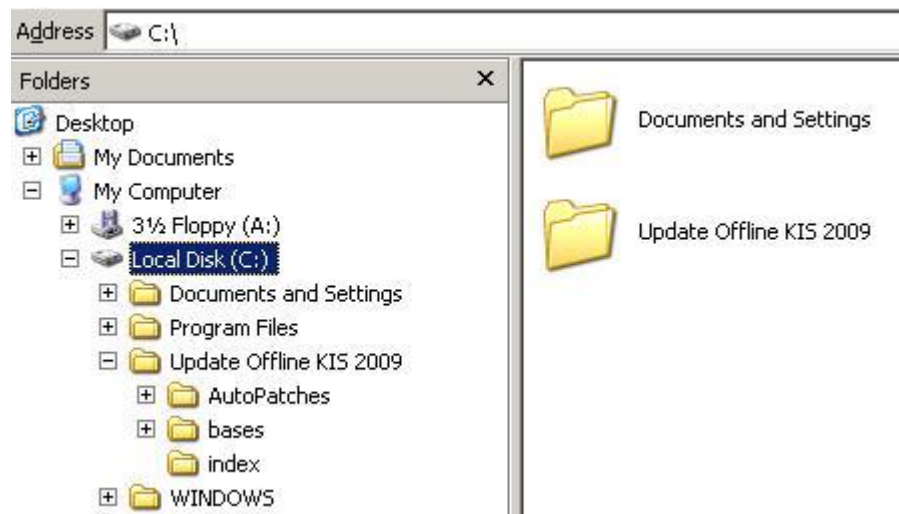 Address C:\
Folders
Desktop
My Documents
My Computer
3½ Floppy (A:)
Local Disk (C:)
Documents and Settings
Program Files
Update Offline KIS 2009
AutoPatches
bases
index
WINDOWS
Documents and Settings
Update Offline KIS 2009